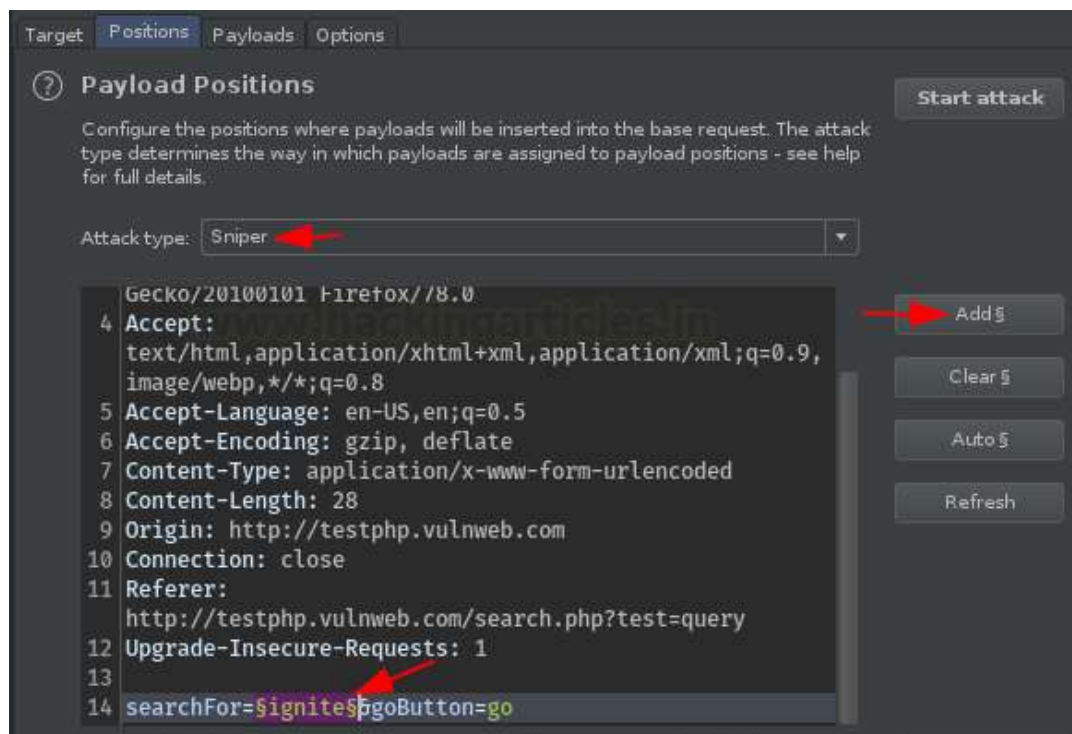 Target Positions Payloads Options
? Payload Positions
Start attack
Configure the positions where payloads will be inserted into the base request. The attack
type determines the way in which payloads are assigned to payload positions - see help
for full details.
Attack type: Sniper
Gecko/20100101 Firefox/78.0
4 Accept:
text/html,application/xhtml+xml,application/xml;q=0.9,
image/webp,*/*;q=0.8
5 Accept-Language: en-US,en;q=0.5
6 Accept-Encoding: gzip, deflate
7 Content-Type: application/x-www-form-urlencoded
8 Content-Length: 28
9 Origin: http://testphp.vulnweb.com
10 Connection: close
11 Referer:
http://testphp.vulnweb.com/search.php?test=query
12 Upgrade-Insecure-Requests: 1
13
14 searchFor=§ignite§&goButton=go
www.hackingarticles.in
Add §
Clear §
Auto §
Refresh